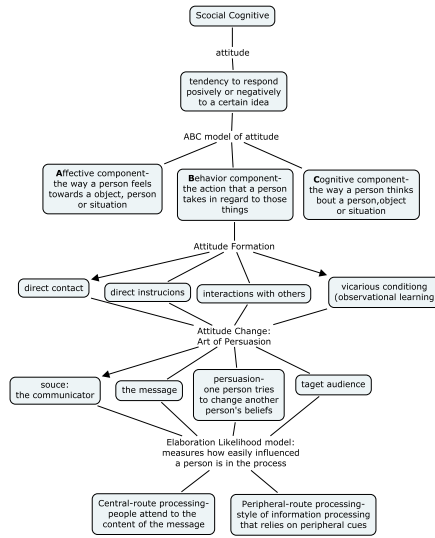 Scocial Cognitive
attitude
tendency to respond
posively or negatively
to a certain idea
ABC model of attitude
Affective component-
the way a person feels
towards a object, person
or situation
Behavior component-
the action that a person
takes in regard to those
things
Cognitive component-
the way a person thinks
bout a person,object
or situation
Attitude Formation
direct contact
direct instrucions
interactions with others
vicarious conditiong
(observational learning
Attitude Change:
Art of Persuasion
souce:
the communicator
the message
persuasion-
one person tries
to change another
person's beliefs
taget audience
Elaboration Likelihood model:
measures how easily influenced
a person is in the process
Central-route processing-
people attend to the
content of the message
Peripheral-route processing-
style of information processing
that relies on peripheral cues